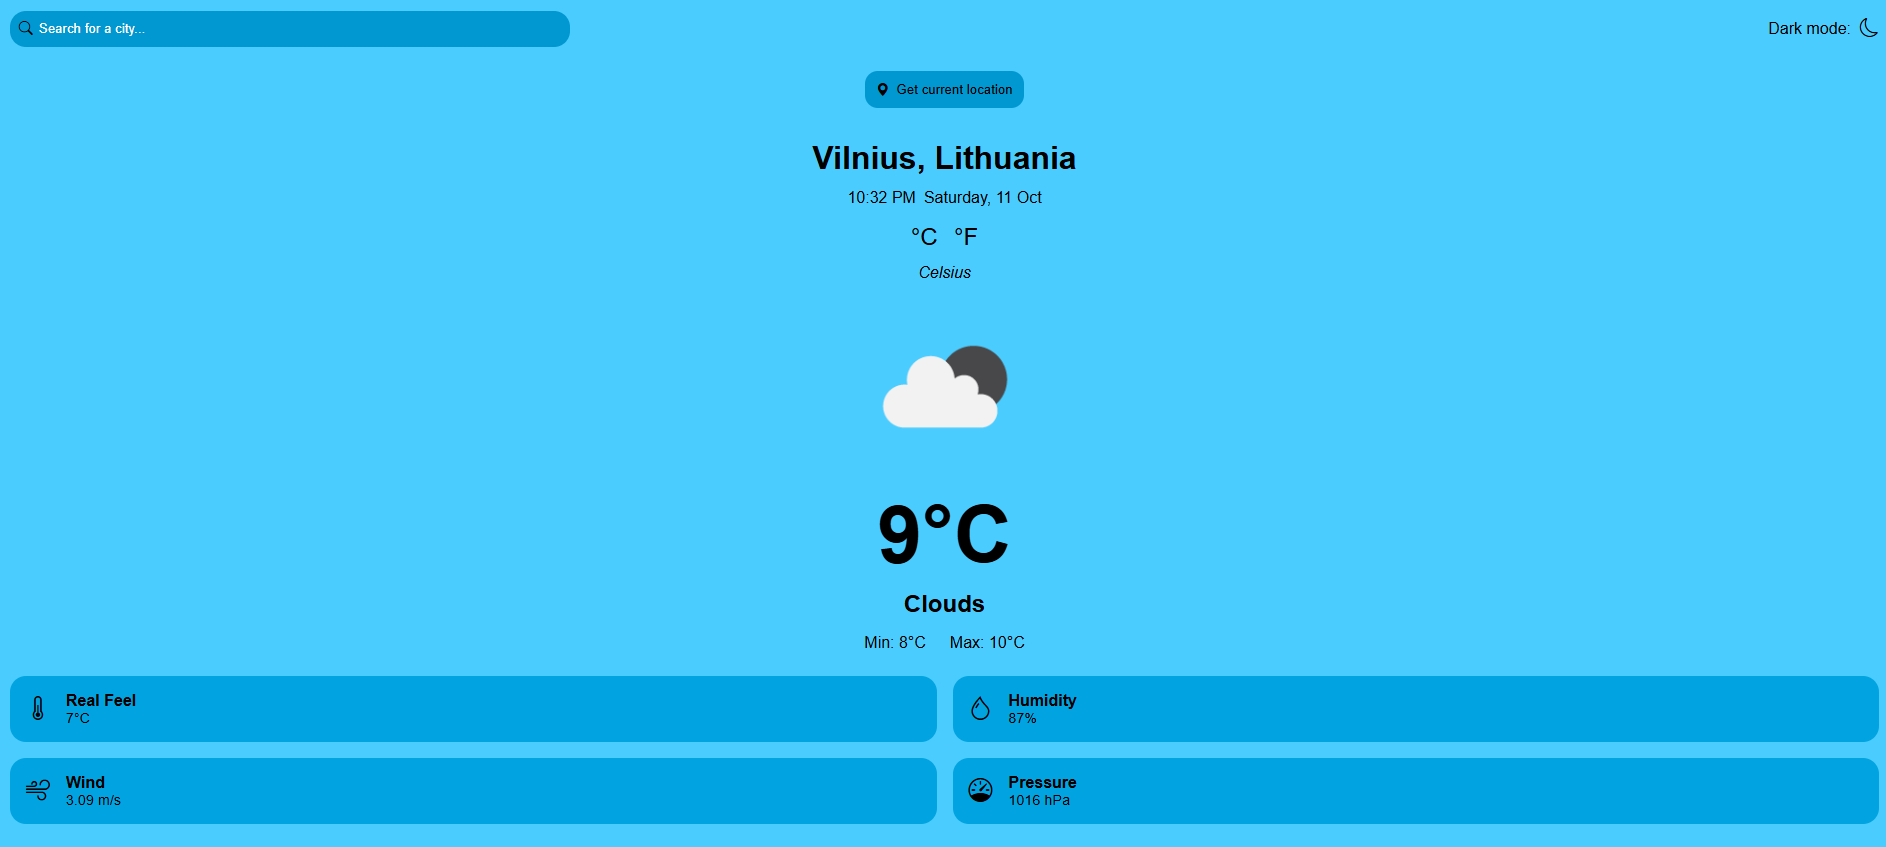 Search for a city...
Dark mode:
Get current location
Vilnius, Lithuania
10:32 PM Saturday, 11 Oct
°C °F
Celsius
9°C
Clouds
Min: 8°C Max: 10°C
Real Feel
7°C
Humidity
87%
Wind
3.09 m/s
Pressure
1016 hPa